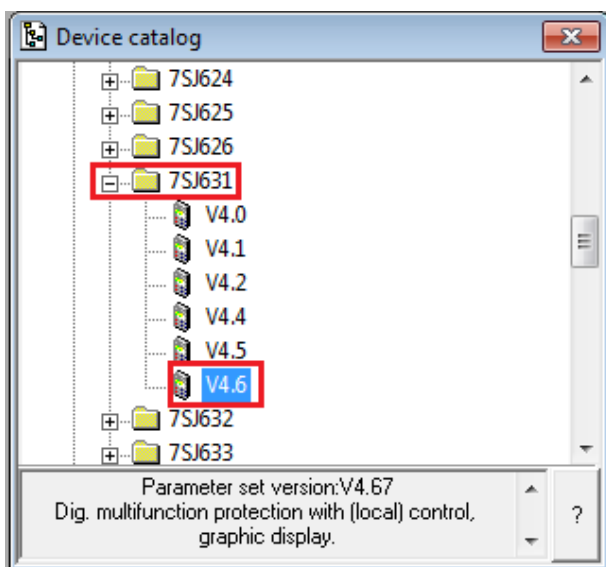 Device catalog
7SJ624
7SJ625
7SJ626
7SJ631
V4.0
V4.1
V4.2
V4.4
V4.5
V4.6
7SJ632
7SJ633
Parameter set version:V4.67
Dig. multifunction protection with (local) control,
graphic display.
?